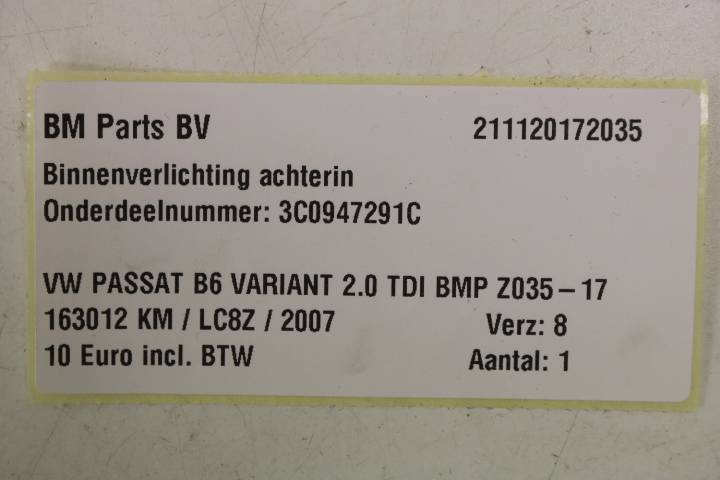 BM Parts BV 211120172035
Binnenverlichting achterin
Onderdeelnummer: 3C0947291C
VW PASSAT B6 VARIANT 2.0 TDI BMP Z035-17
163012 KM / LC8Z / 2007 Verz: 8
10 Euro incl. BTW Aantal: 1